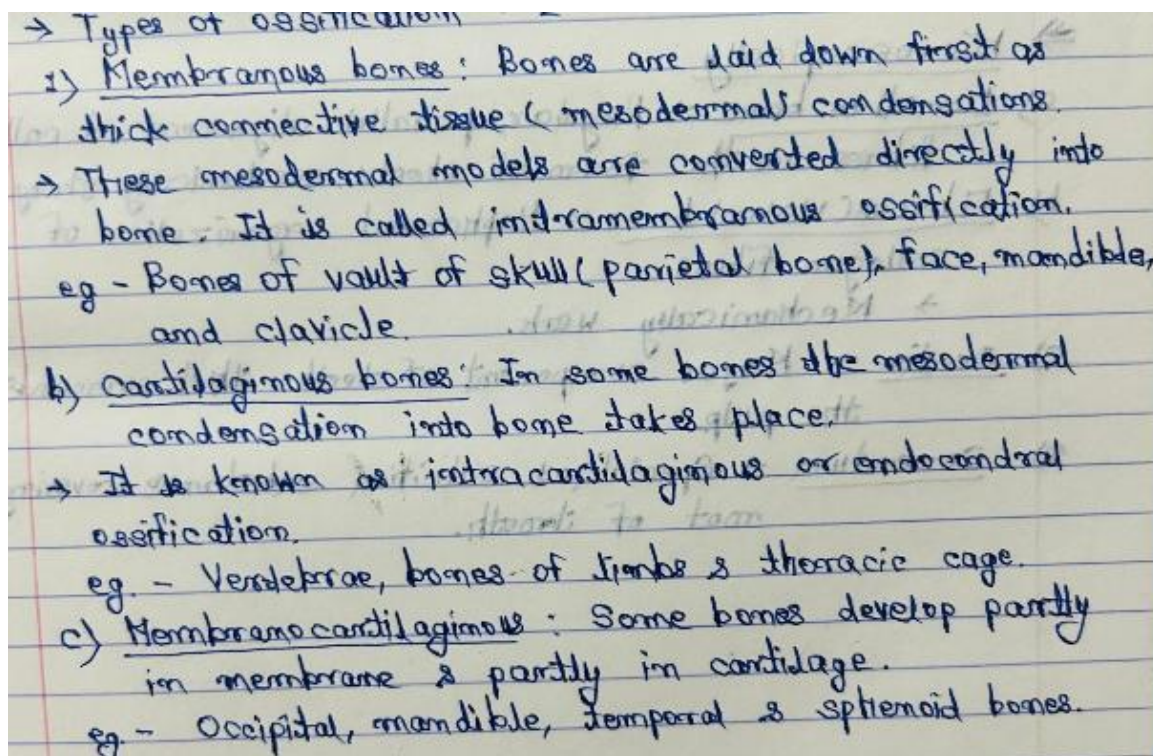 → Types of ossification
1) Membranous bones : Bones are laid down first as
thick connective tissue (mesodermal) condensations.
→ These mesodermal models are converted directly into
bone. It is called intramembranous ossification.
eg - Bones of vault of skull (parietal bone), face, mandible,
and clavicle.
b) Cartilaginous bones : In some bones the mesodermal
condensation into bone takes place.
→ It is known as intracartilaginous or endocondral
ossification.
eg. - Vertebrae, bones of limbs & thoracic cage.
c) Membranocartilaginous : Some bones develop partly
in membrane & partly in cartilage.
eg. - Occipital, mandible, temporal & sphenoid bones.